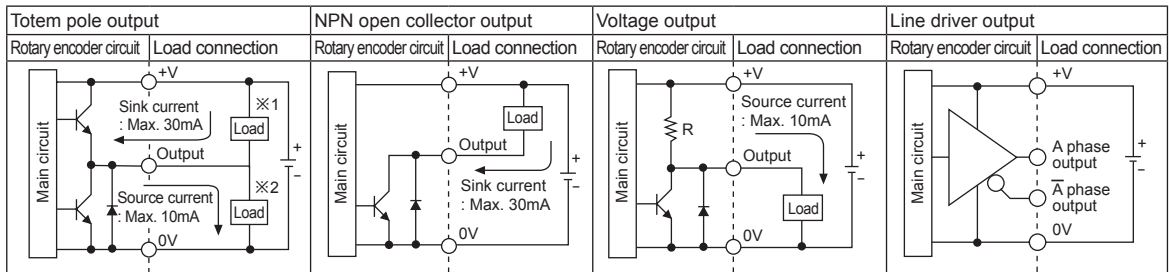 Totem pole output
Rotary encoder circuit Load connection
Main circuit
+V
Sink current
: Max. 30mA
※1
Load
Output
Source current
: Max. 10mA
※2
Load
0V
+
−
NPN open collector output
Rotary encoder circuit Load connection
Main circuit
+V
Load
Output
Sink current
: Max. 30mA
0V
+
−
Voltage output
Rotary encoder circuit Load connection
Main circuit
+V
Source current
: Max. 10mA
R
Output
Load
0V
+
−
Line driver output
Rotary encoder circuit Load connection
Main circuit
+V
A phase
output
A̅ phase
output
0V
+
−